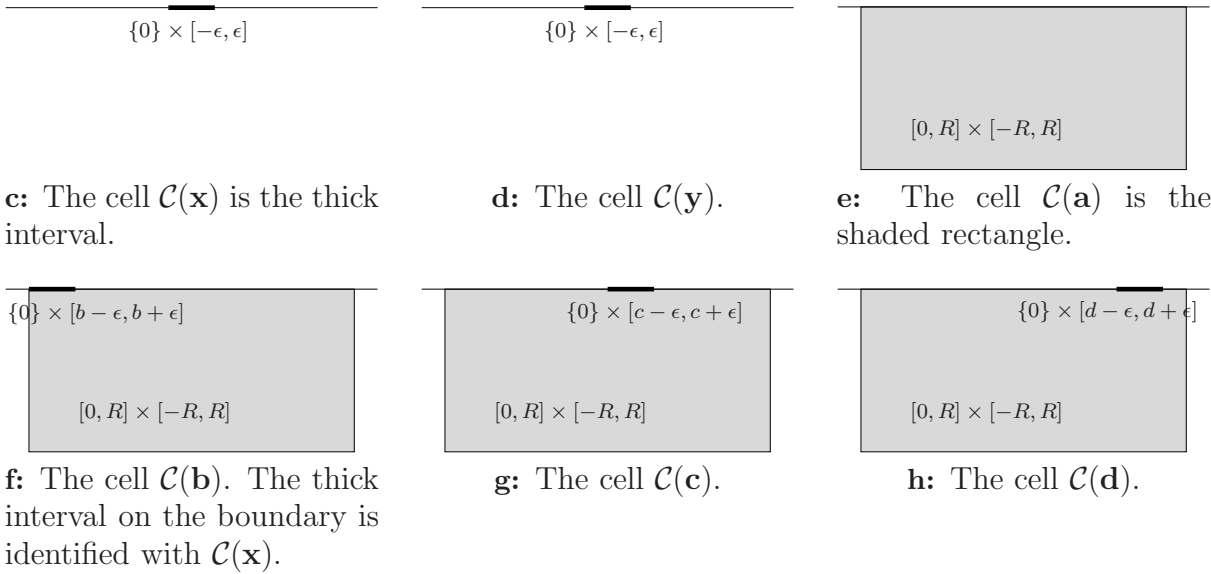 {0} × [−ϵ, ϵ]
{0} × [−ϵ, ϵ]
[0, R] × [−R, R]
c: The cell C(x) is the thick
interval.
d: The cell C(y).
e: The cell C(a) is the
shaded rectangle.
{0} × [b − ϵ, b + ϵ]
[0, R] × [−R, R]
{0} × [c − ϵ, c + ϵ]
[0, R] × [−R, R]
{0} × [d − ϵ, d + ϵ]
[0, R] × [−R, R]
f: The cell C(b). The thick
interval on the boundary is
identified with C(x).
g: The cell C(c).
h: The cell C(d).